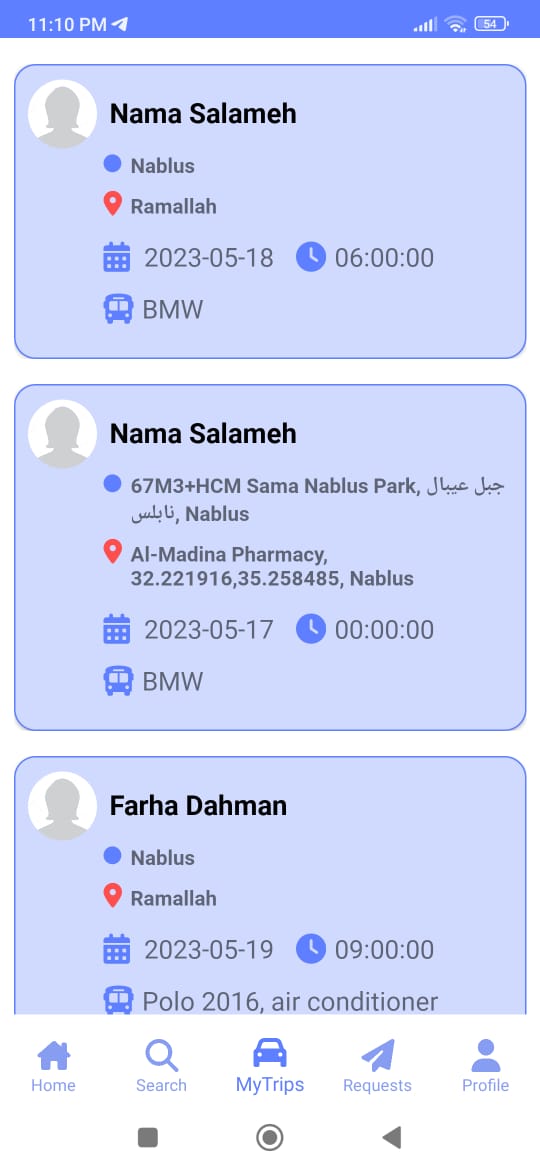 11:10 PM
54
Nama Salameh
Nablus
Ramallah
2023-05-18 06:00:00
BMW
Nama Salameh
67M3+HCM Sama Nablus Park, جبل عيبال
نابلس, Nablus
Al-Madina Pharmacy,
32.221916,35.258485, Nablus
2023-05-17 00:00:00
BMW
Farha Dahman
Nablus
Ramallah
2023-05-19 09:00:00
Polo 2016, air conditioner
Home Search MyTrips Requests Profile